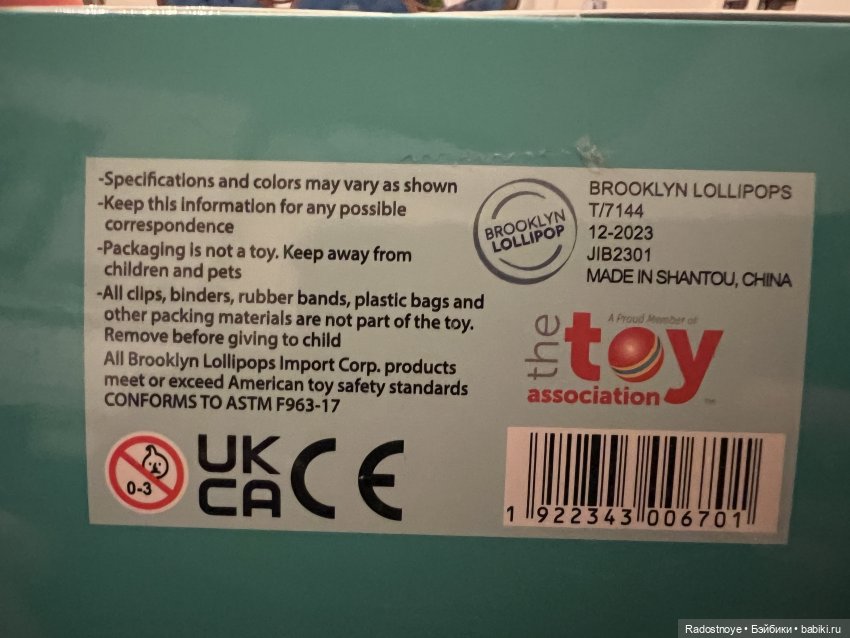 -Specifications and colors may vary as shown
-Keep this information for any possible
correspondence
-Packaging is not a toy. Keep away from
children and pets
-All clips, binders, rubber bands, plastic bags and
other packing materials are not part of the toy.
Remove before giving to child
All Brooklyn Lollipops Import Corp. products
meet or exceed American toy safety standards
CONFORMS TO ASTM F963-17
0-3
UK
CA
CE
BROOKLYN
LOLLIPOP
BROOKLYN LOLLIPOPS
T/7144
12-2023
JIB2301
MADE IN SHANTOU, CHINA
A Proud Member of
the toy
association
TM
1 922343 006701
Radostnoye • Бэйбики • babiki.ru